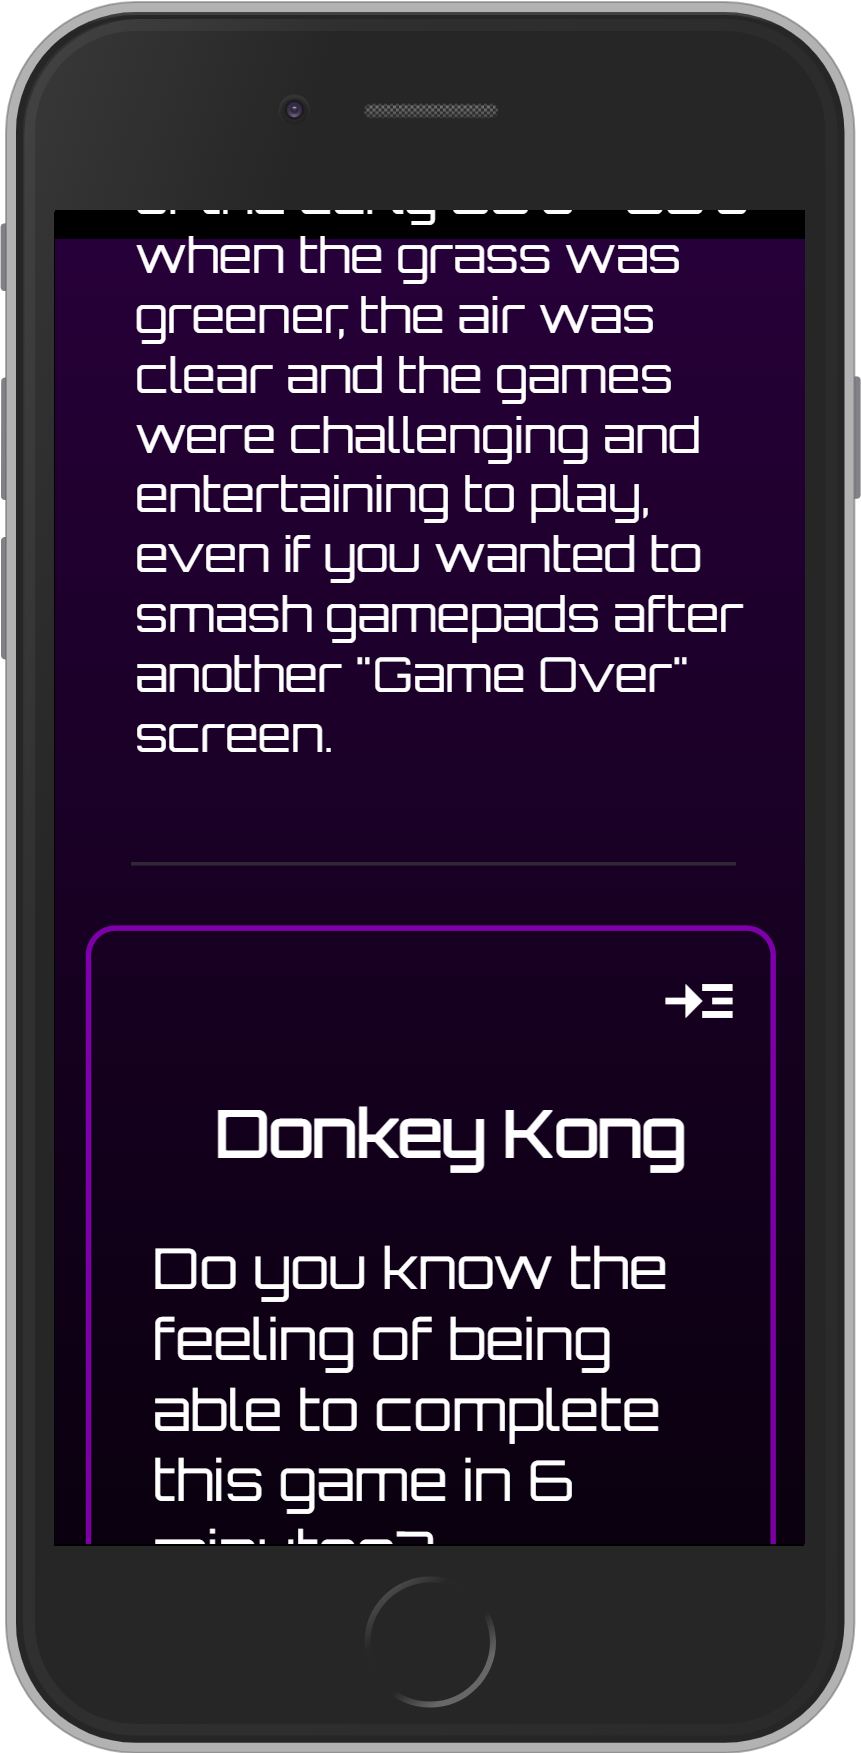 when the grass was
greener, the air was
clear and the games
were challenging and
entertaining to play,
even if you wanted to
smash gamepads after
another "Game Over"
screen.
Donkey Kong
Do you know the
feeling of being
able to complete
this game in 6
minutes?